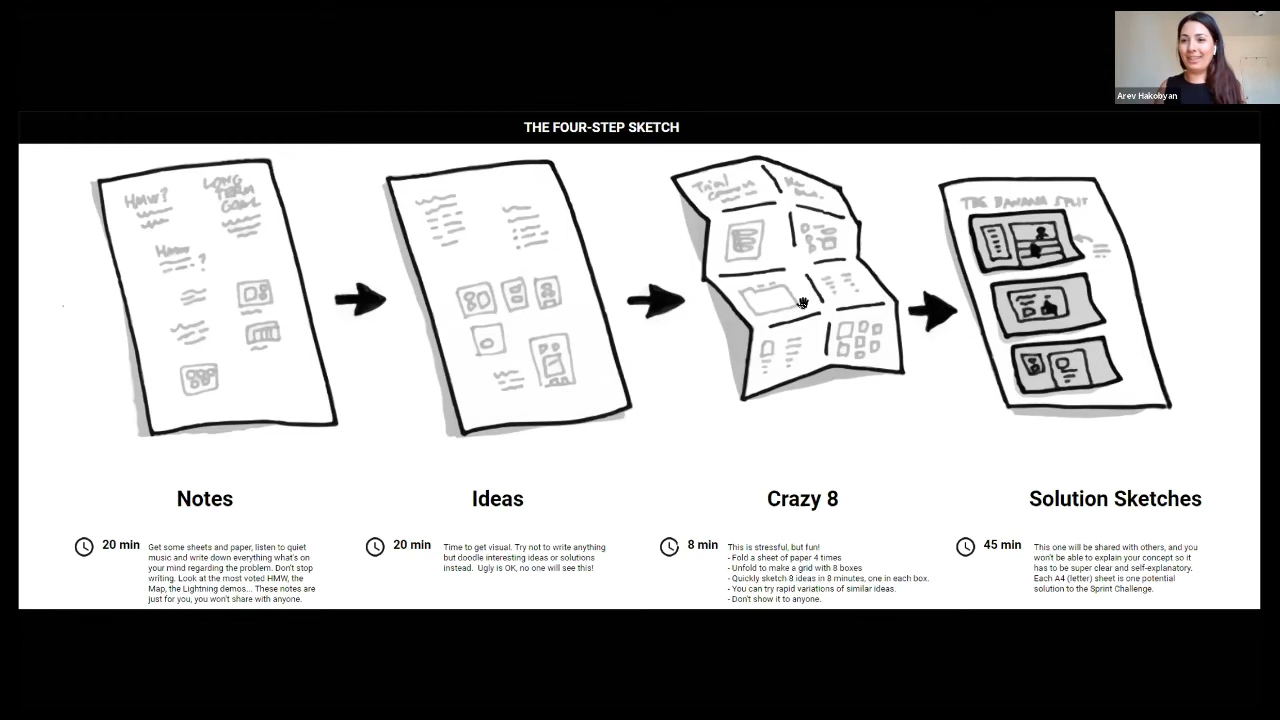 Arev Hakobyan
THE FOUR-STEP SKETCH
HMW?
LONG
TERM
GOAL
HMW
?
Trial
THE BANANA SPLIT
Notes
20 min
Get some sheets and paper, listen to quiet
music and write down everything what's on
your mind regarding the problem. Don't stop
writing. Look at the most voted HMW, the
Map, the Lightning demos... These notes are
just for you, you won't share with anyone.
Ideas
20 min
Time to get visual. Try not to write anything
but doodle interesting ideas or solutions
instead.  Ugly is OK, no one will see this!
Crazy 8
8 min
This is stressful, but fun!
- Fold a sheet of paper 4 times
- Unfold to make a grid with 8 boxes
- Quickly sketch 8 ideas in 8 minutes, one in each box.
- You can try rapid variations of similar ideas.
- Don't show it to anyone.
Solution Sketches
45 min
This one will be shared with others, and you
won't be able to explain your concept so it
has to be super clear and self-explanatory.
Each A4 (letter) sheet is one potential
solution to the Sprint Challenge.